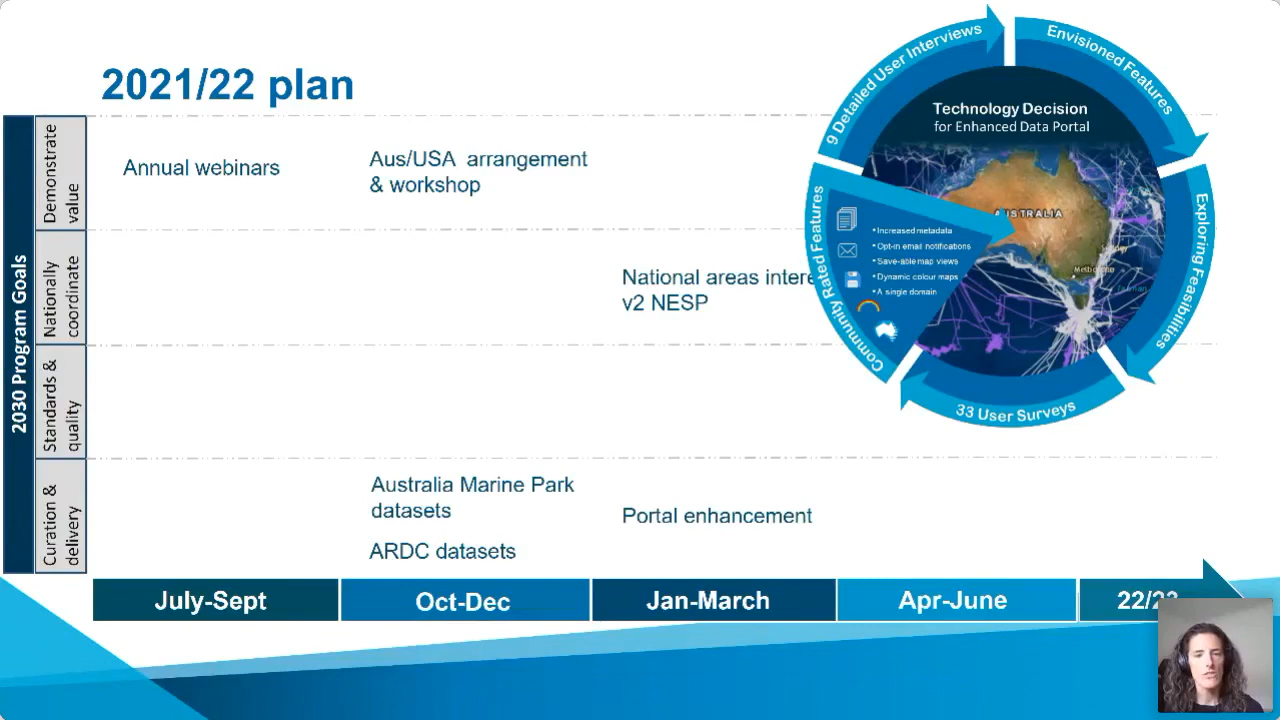 2021/22 plan
2030 Program Goals
Demonstrate
value
Annual webinars
Aus/USA arrangement
& workshop
Nationally
coordinate
National areas intere
v2 NESP
Standards &
quality
Curation &
delivery
Australia Marine Park
datasets
ARDC datasets
Portal enhancement
July-Sept
Oct-Dec
Jan-March
Apr-June
22/23
9 Detailed User Interviews
Envisioned Features
Exploring Feasibilities
33 User Surveys
Community Rated Features
Technology Decision
for Enhanced Data Portal
AUSTRALIA
Melbourne
• Increased metadata
• Opt-in email notifications
• Save-able map views
• Dynamic colour maps
• A single domain